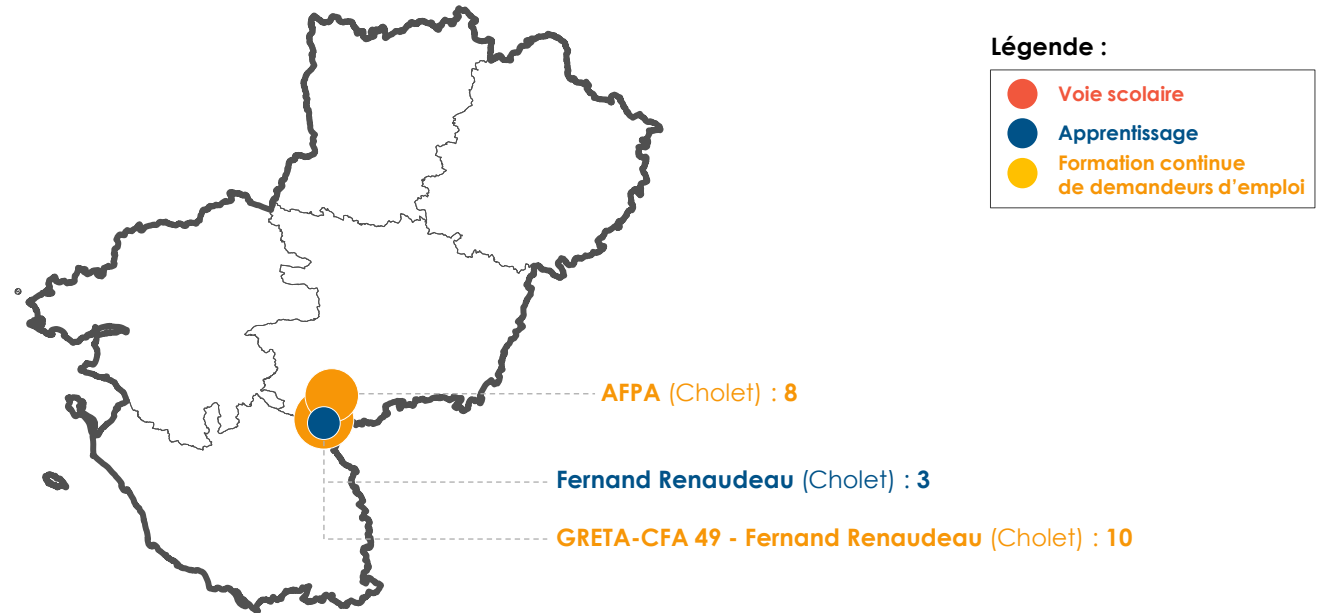 Légende :
Voie scolaire
Apprentissage
Formation continue
de demandeurs d'emploi
AFPA (Cholet) : 8
Fernand Renaudeau (Cholet) : 3
GRETA-CFA 49 - Fernand Renaudeau (Cholet) : 10